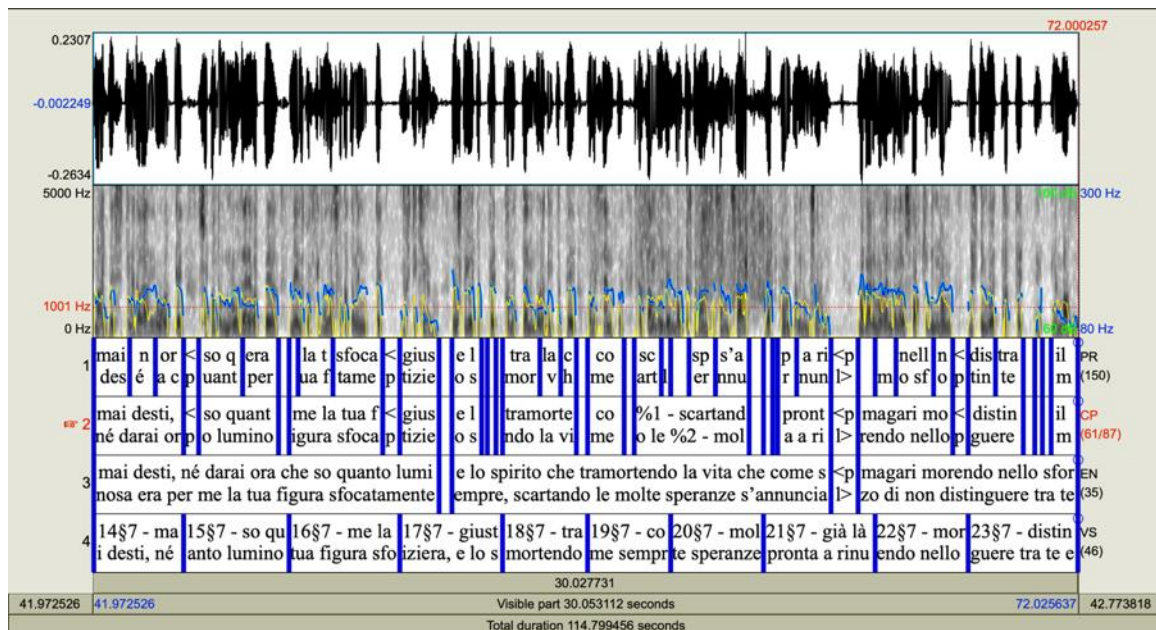 72.000257
0.2307
-0.002249
-0.2634
5000 Hz
300 Hz
1001 Hz
0 Hz
80 Hz
1 mai n or < so q era la t sfoca < gius e l tra la c co sc sp s'a p a ri <p nell n < dis tra il PR
des é a c p quant per ua f tame p tizie o s mor v h me art l er nnu r nun l> m o sf o p tin te m (150)
2 mai desti, < so quant me la tua f < gius e l tramorte co %1 - scartand pront <p magari mo < distin il CP
né darai or p o lumino igura sfoca p tizie o s ndo la vi me o le %2 - mol a a ri l> rendo nello p guere m (61/87)
3 mai desti, né darai ora che so quanto lumi e lo spirito che tramortendo la vita che come s <p magari morendo nello sfor EN
nosa era per me la tua figura sfocatamente empre, scartando le molte speranze s'annuncia l> zo di non distinguere tra te (35)
4 14§7 - ma 15§7 - so qu 16§7 - me la 17§7 - giust 18§7 - tra 19§7 - co 20§7 - mol 21§7 - già là 22§7 - mor 23§7 - distin VS
i desti, né anto lumino tua figura sfo iziera, e lo s mortendo me sempr te speranze pronta a rinu endo nello guere tra te e (46)
30.027731
41.972526 41.972526 Visible part 30.053112 seconds 72.025637 42.773818
Total duration 114.799456 seconds